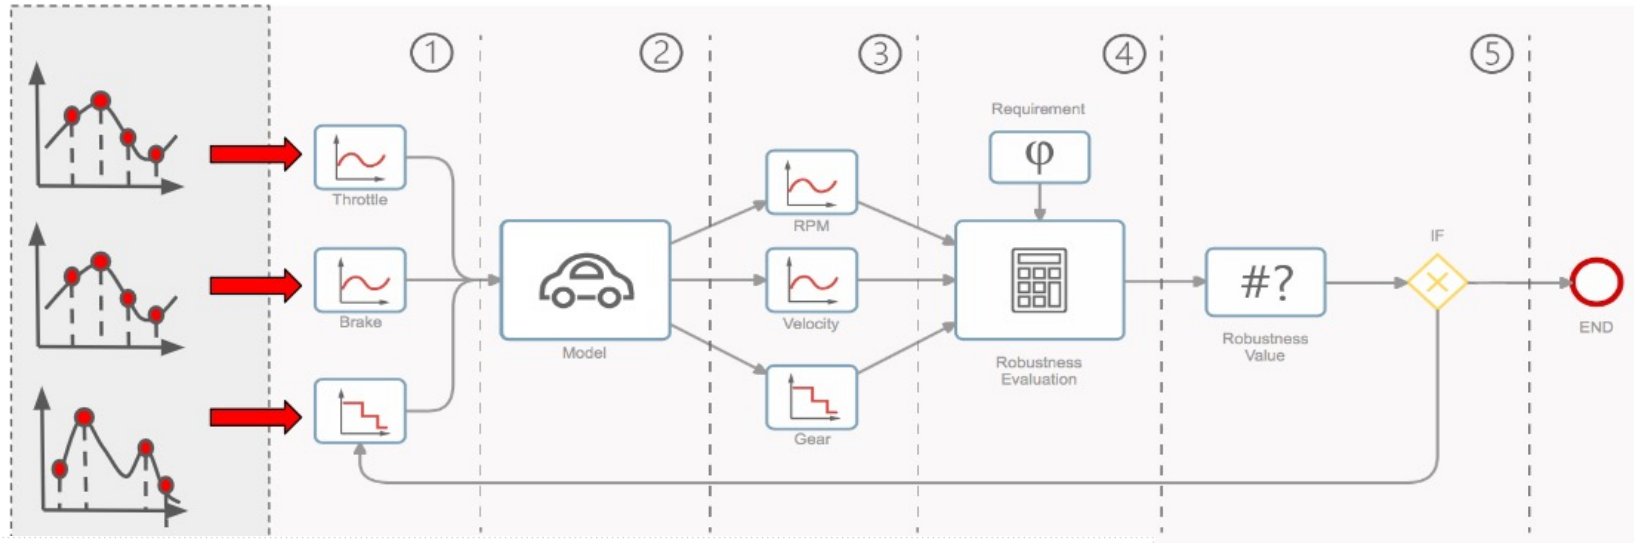 ① ② ③ ④ ⑤
Requirement
φ
Throttle
RPM
IF
#?
Brake
Velocity
END
Model
Robustness
Value
Robustness
Evaluation
Gear